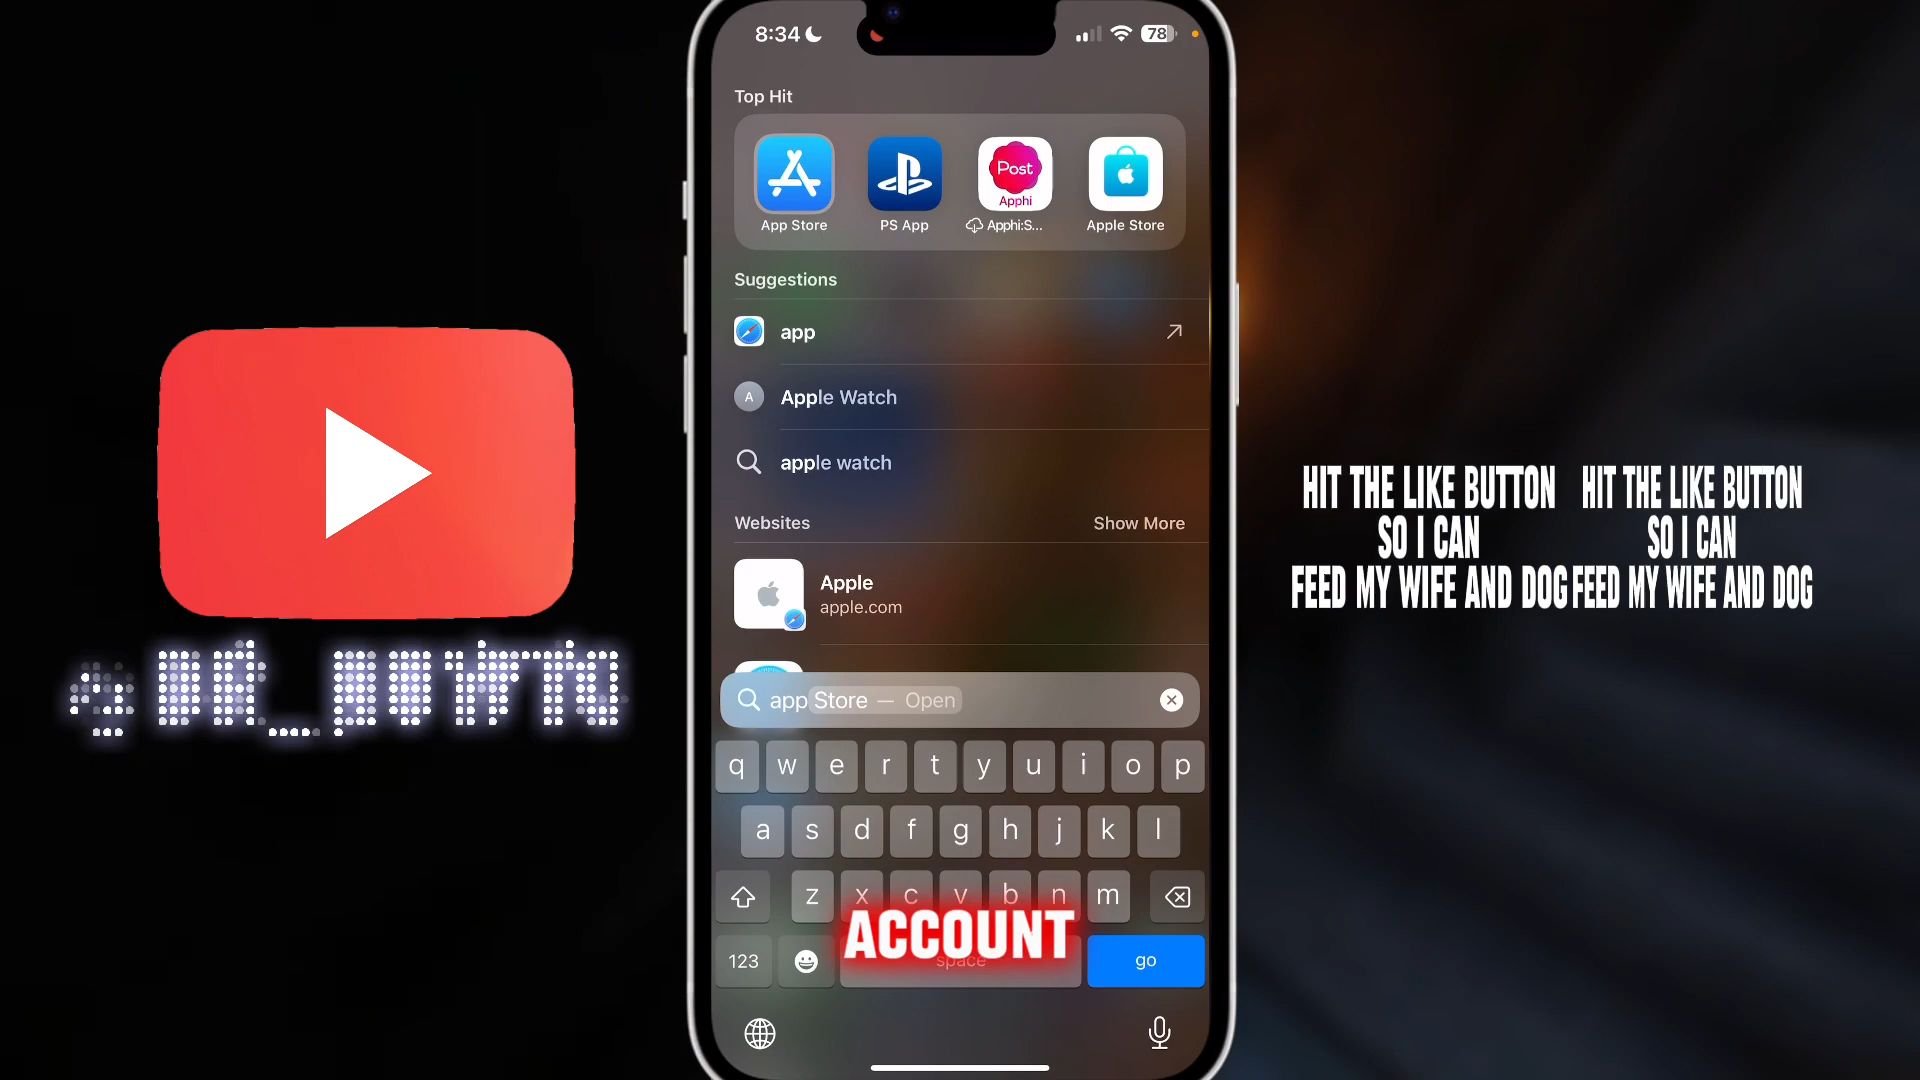 8:34
78
Top Hit
Post
Apphi
App Store
PS App
Apphi:S...
Apple Store
Suggestions
app
A
Apple Watch
apple watch
Websites
Show More
Apple
apple.com
app Store — Open
q w e r t y u i o p
a s d f g h j k l
z x c v b n m
ACCOUNT
123
space
go
HIT THE LIKE BUTTON
SO I CAN
FEED MY WIFE AND DOG
HIT THE LIKE BUTTON
SO I CAN
FEED MY WIFE AND DOG